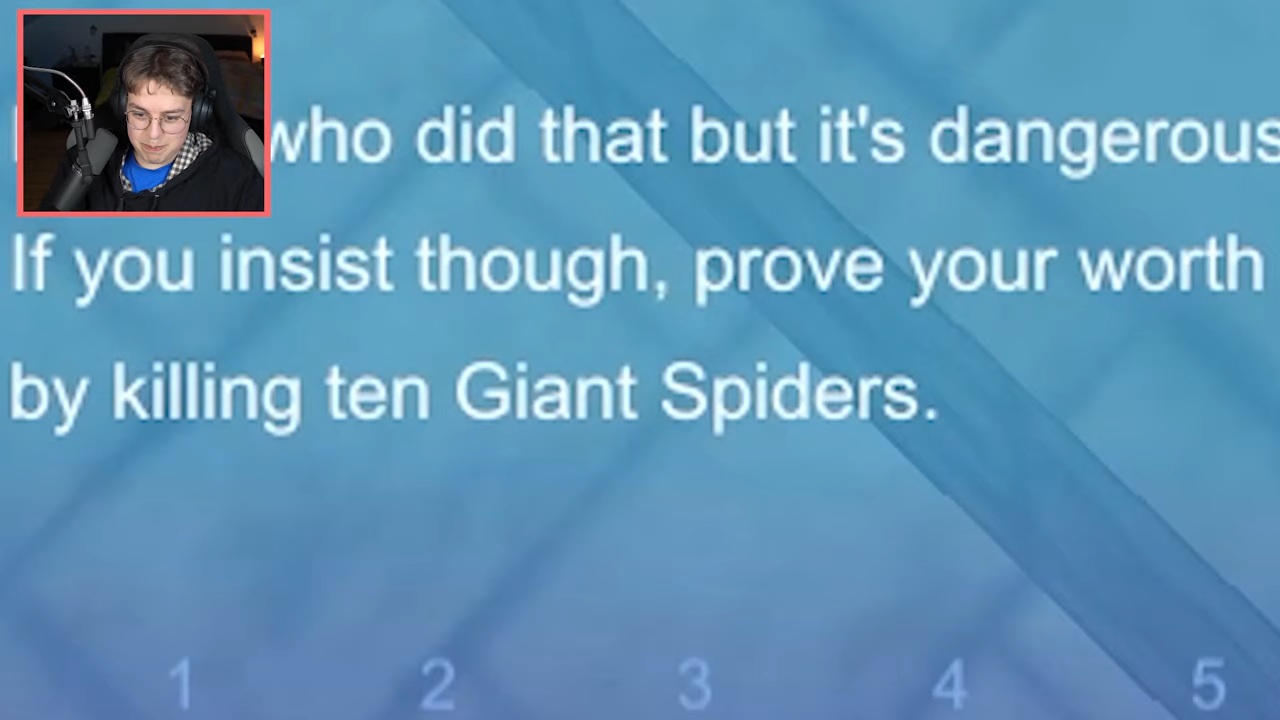 who did that but it's dangerous
If you insist though, prove your worth
by killing ten Giant Spiders.
1 2 3 4 5